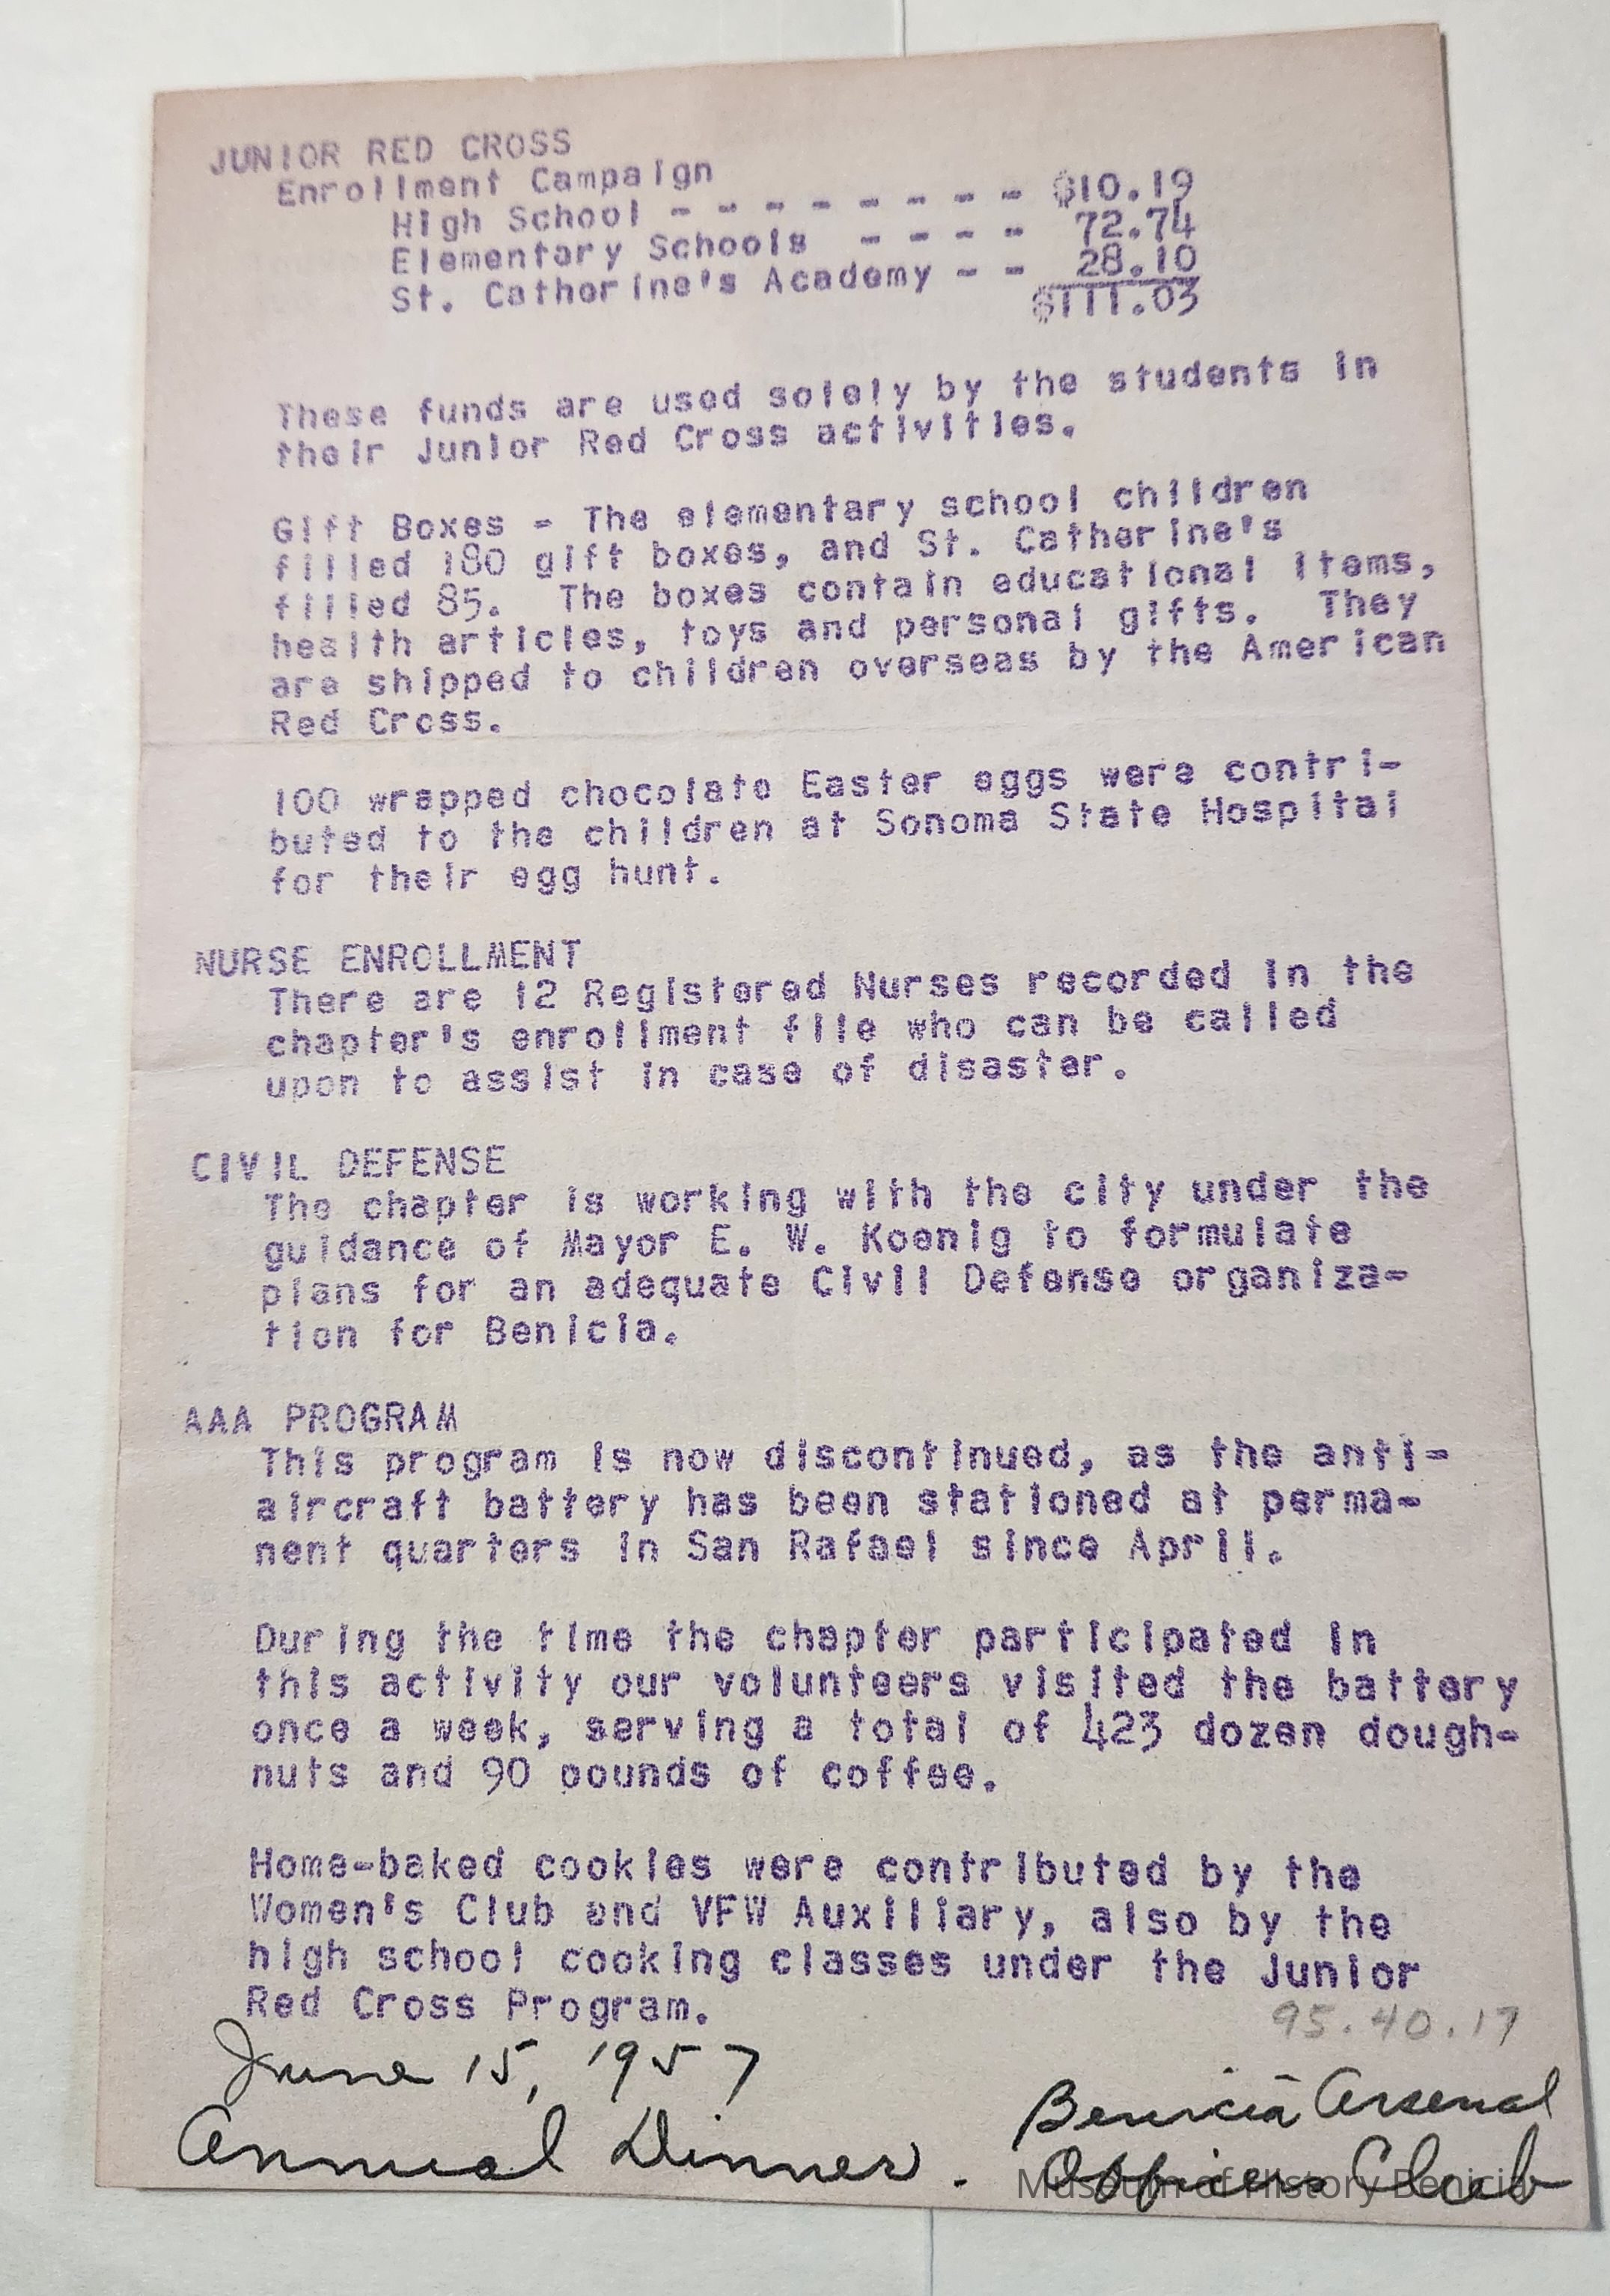 JUNIOR RED CROSS
Enrollment Campaign
High School - - - - - - - - $10.19
Elementary Schools - - - - 72.74
St. Catherine's Academy - - 28.10
$111.03
These funds are used solely by the students in
their Junior Red Cross activities.
Gift Boxes - The elementary school children
filled 180 gift boxes, and St. Catherine's
filled 85. The boxes contain educational items,
health articles, toys and personal gifts. They
are shipped to children overseas by the American
Red Cross.
100 wrapped chocolate Easter eggs were contri-
buted to the children at Sonoma State Hospital
for their egg hunt.
NURSE ENROLLMENT
There are 12 Registered Nurses recorded in the
chapter's enrollment file who can be called
upon to assist in case of disaster.
CIVIL DEFENSE
The chapter is working with the city under the
guidance of Mayor E. W. Koenig to formulate
plans for an adequate Civil Defense organiza-
tion for Benicia.
AAA PROGRAM
This program is now discontinued, as the anti-
aircraft battery has been stationed at perma-
nent quarters in San Rafael since April.
During the time the chapter participated in
this activity our volunteers visited the battery
once a week, serving a total of 423 dozen dough-
nuts and 90 pounds of coffee.
Home-baked cookies were contributed by the
Women's Club and VFW Auxiliary, also by the
high school cooking classes under the Junior
Red Cross Program.
95.40.17
June 15, 1957
Annual Dinner. Benicia Arsenal
Officers Club
Museum of History Benicia